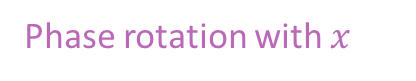 Phase rotation with 𝑥